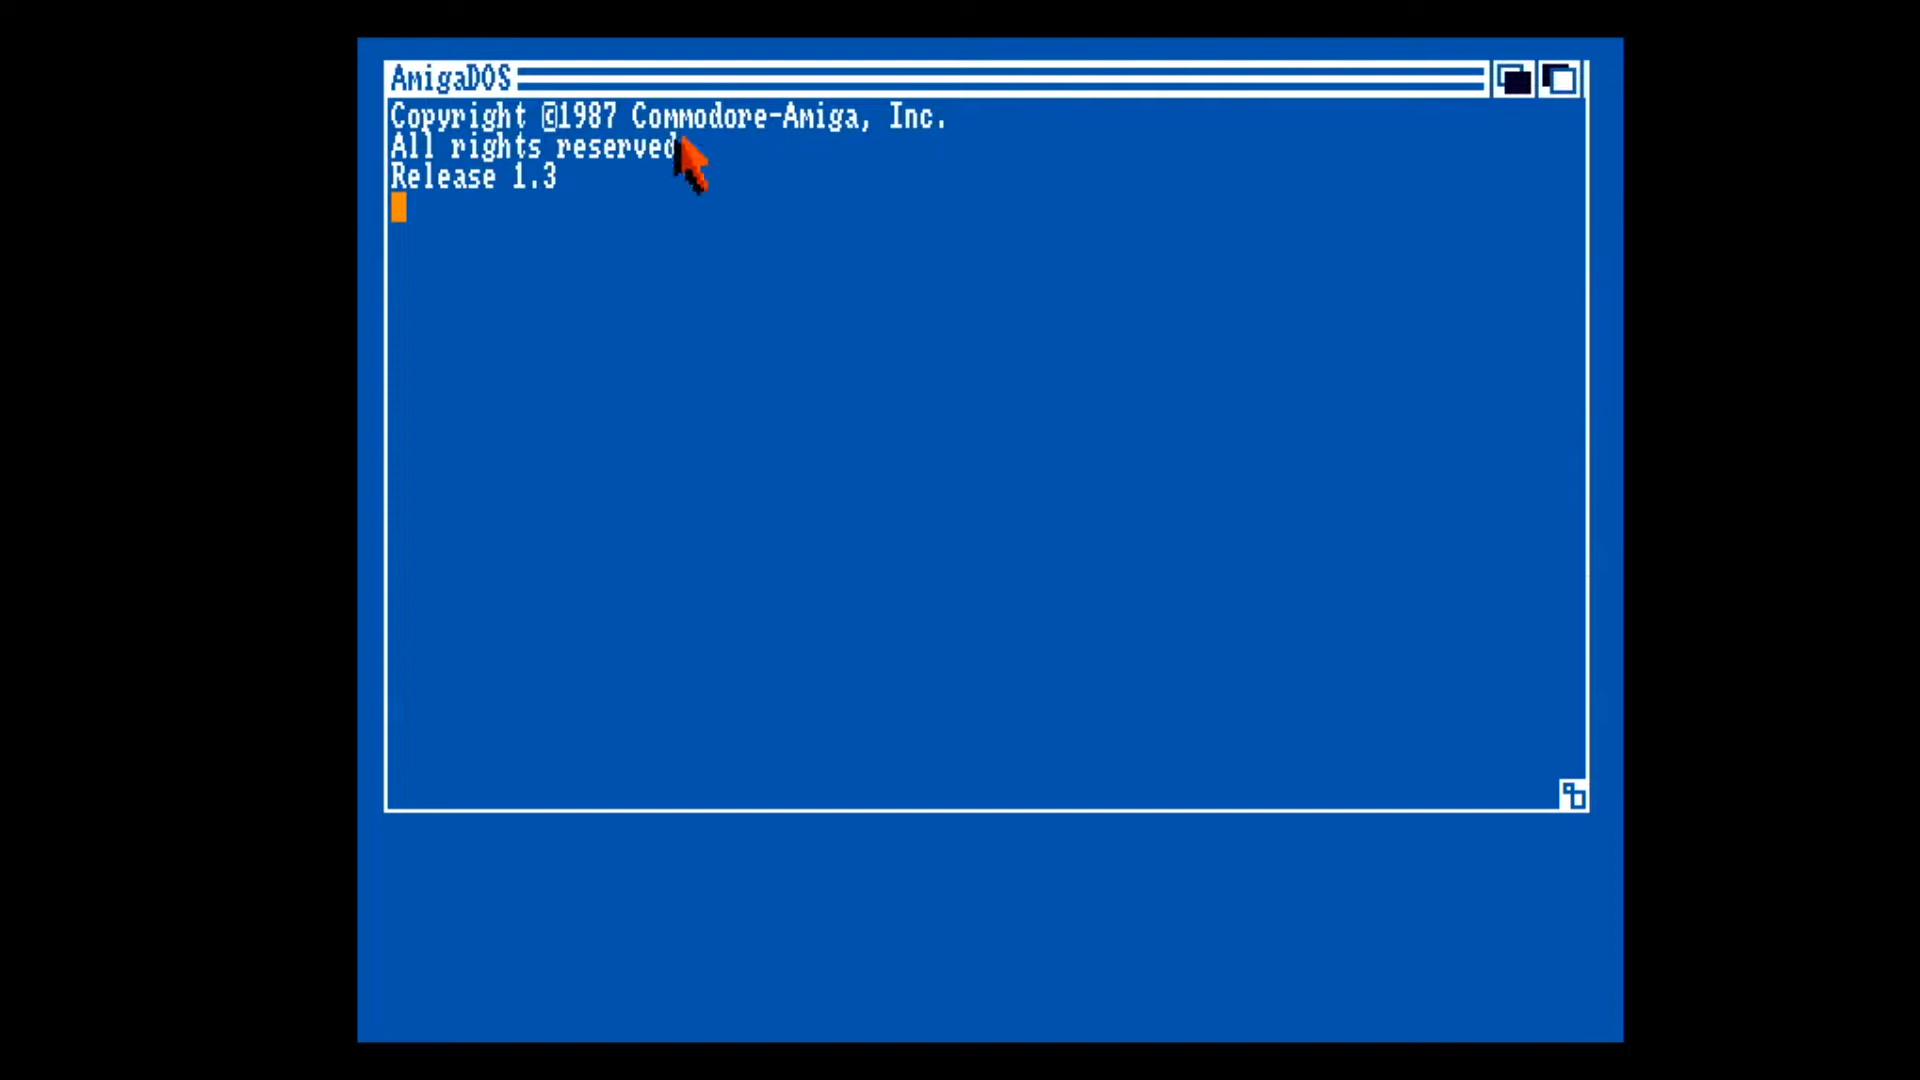 AmigaDOS
Copyright ©1987 Commodore-Amiga, Inc.
All rights reserved
Release 1.3